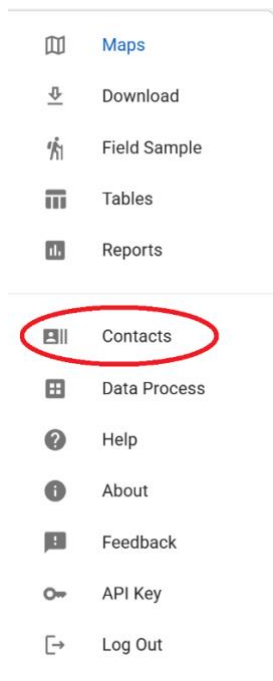 Maps
Download
Field Sample
Tables
Reports
Contacts
Data Process
Help
About
Feedback
API Key
Log Out